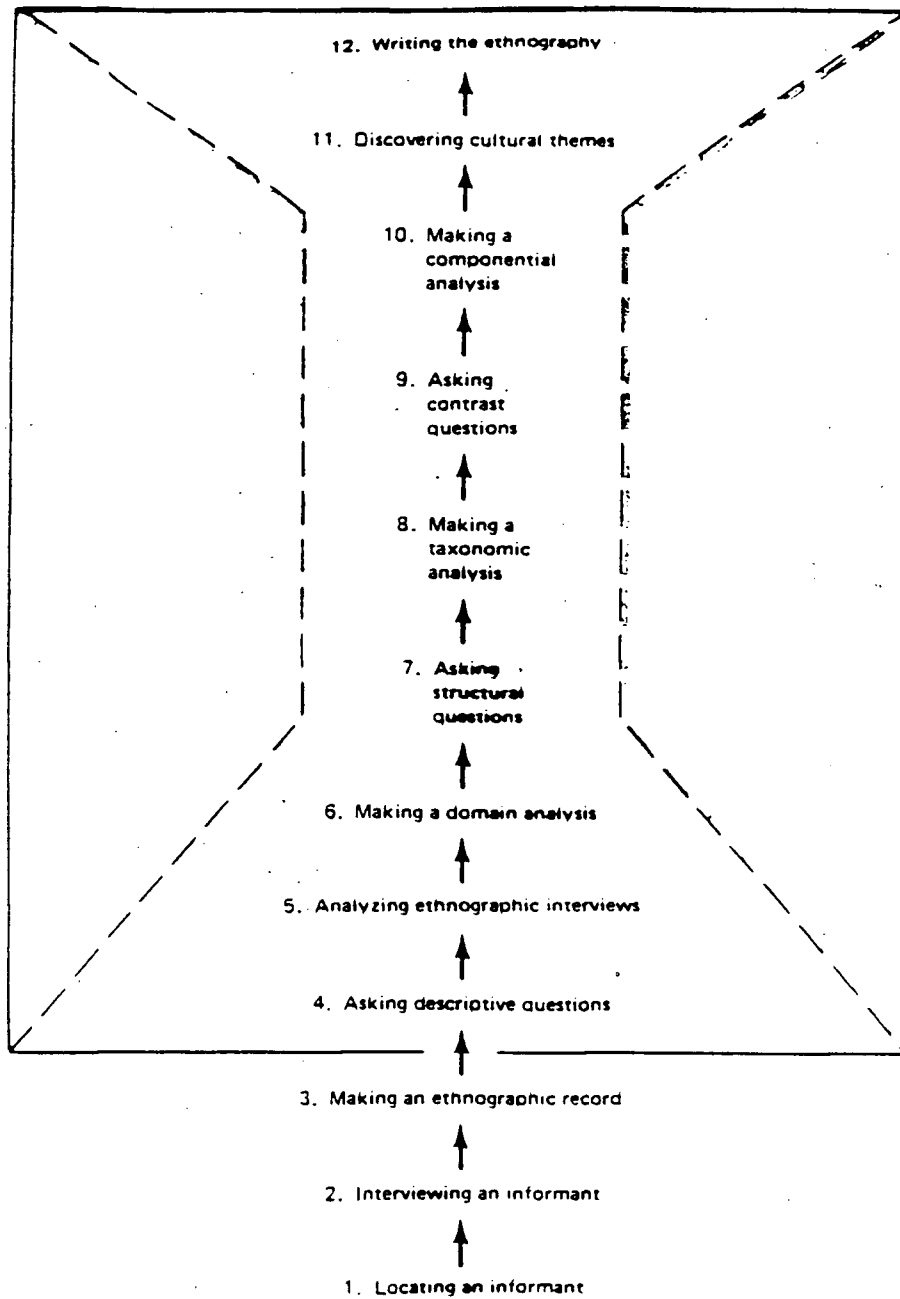 12. Writing the ethnography
11. Discovering cultural themes
10. Making a
componential
analysis
9. Asking
contrast
questions
8. Making a
taxonomic
analysis
7. Asking
structural
questions
6. Making a domain analysis
5. Analyzing ethnographic interviews
4. Asking descriptive questions
3. Making an ethnographic record
2. Interviewing an informant
1. Locating an informant